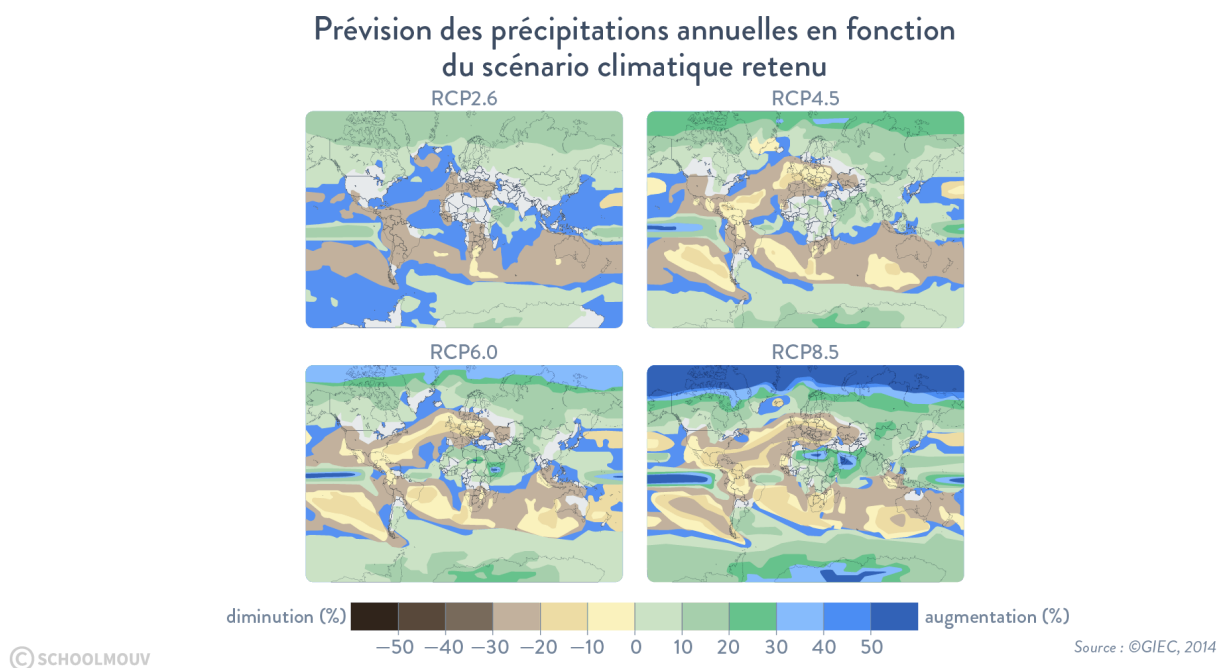 Prévision des précipitations annuelles en fonction
du scénario climatique retenu
RCP2.6
RCP4.5
RCP6.0
RCP8.5
diminution (%)
augmentation (%)
−50 −40 −30 −20 −10 0 10 20 30 40 50
Source : ©GIEC, 2014
© SCHOOLMOUV